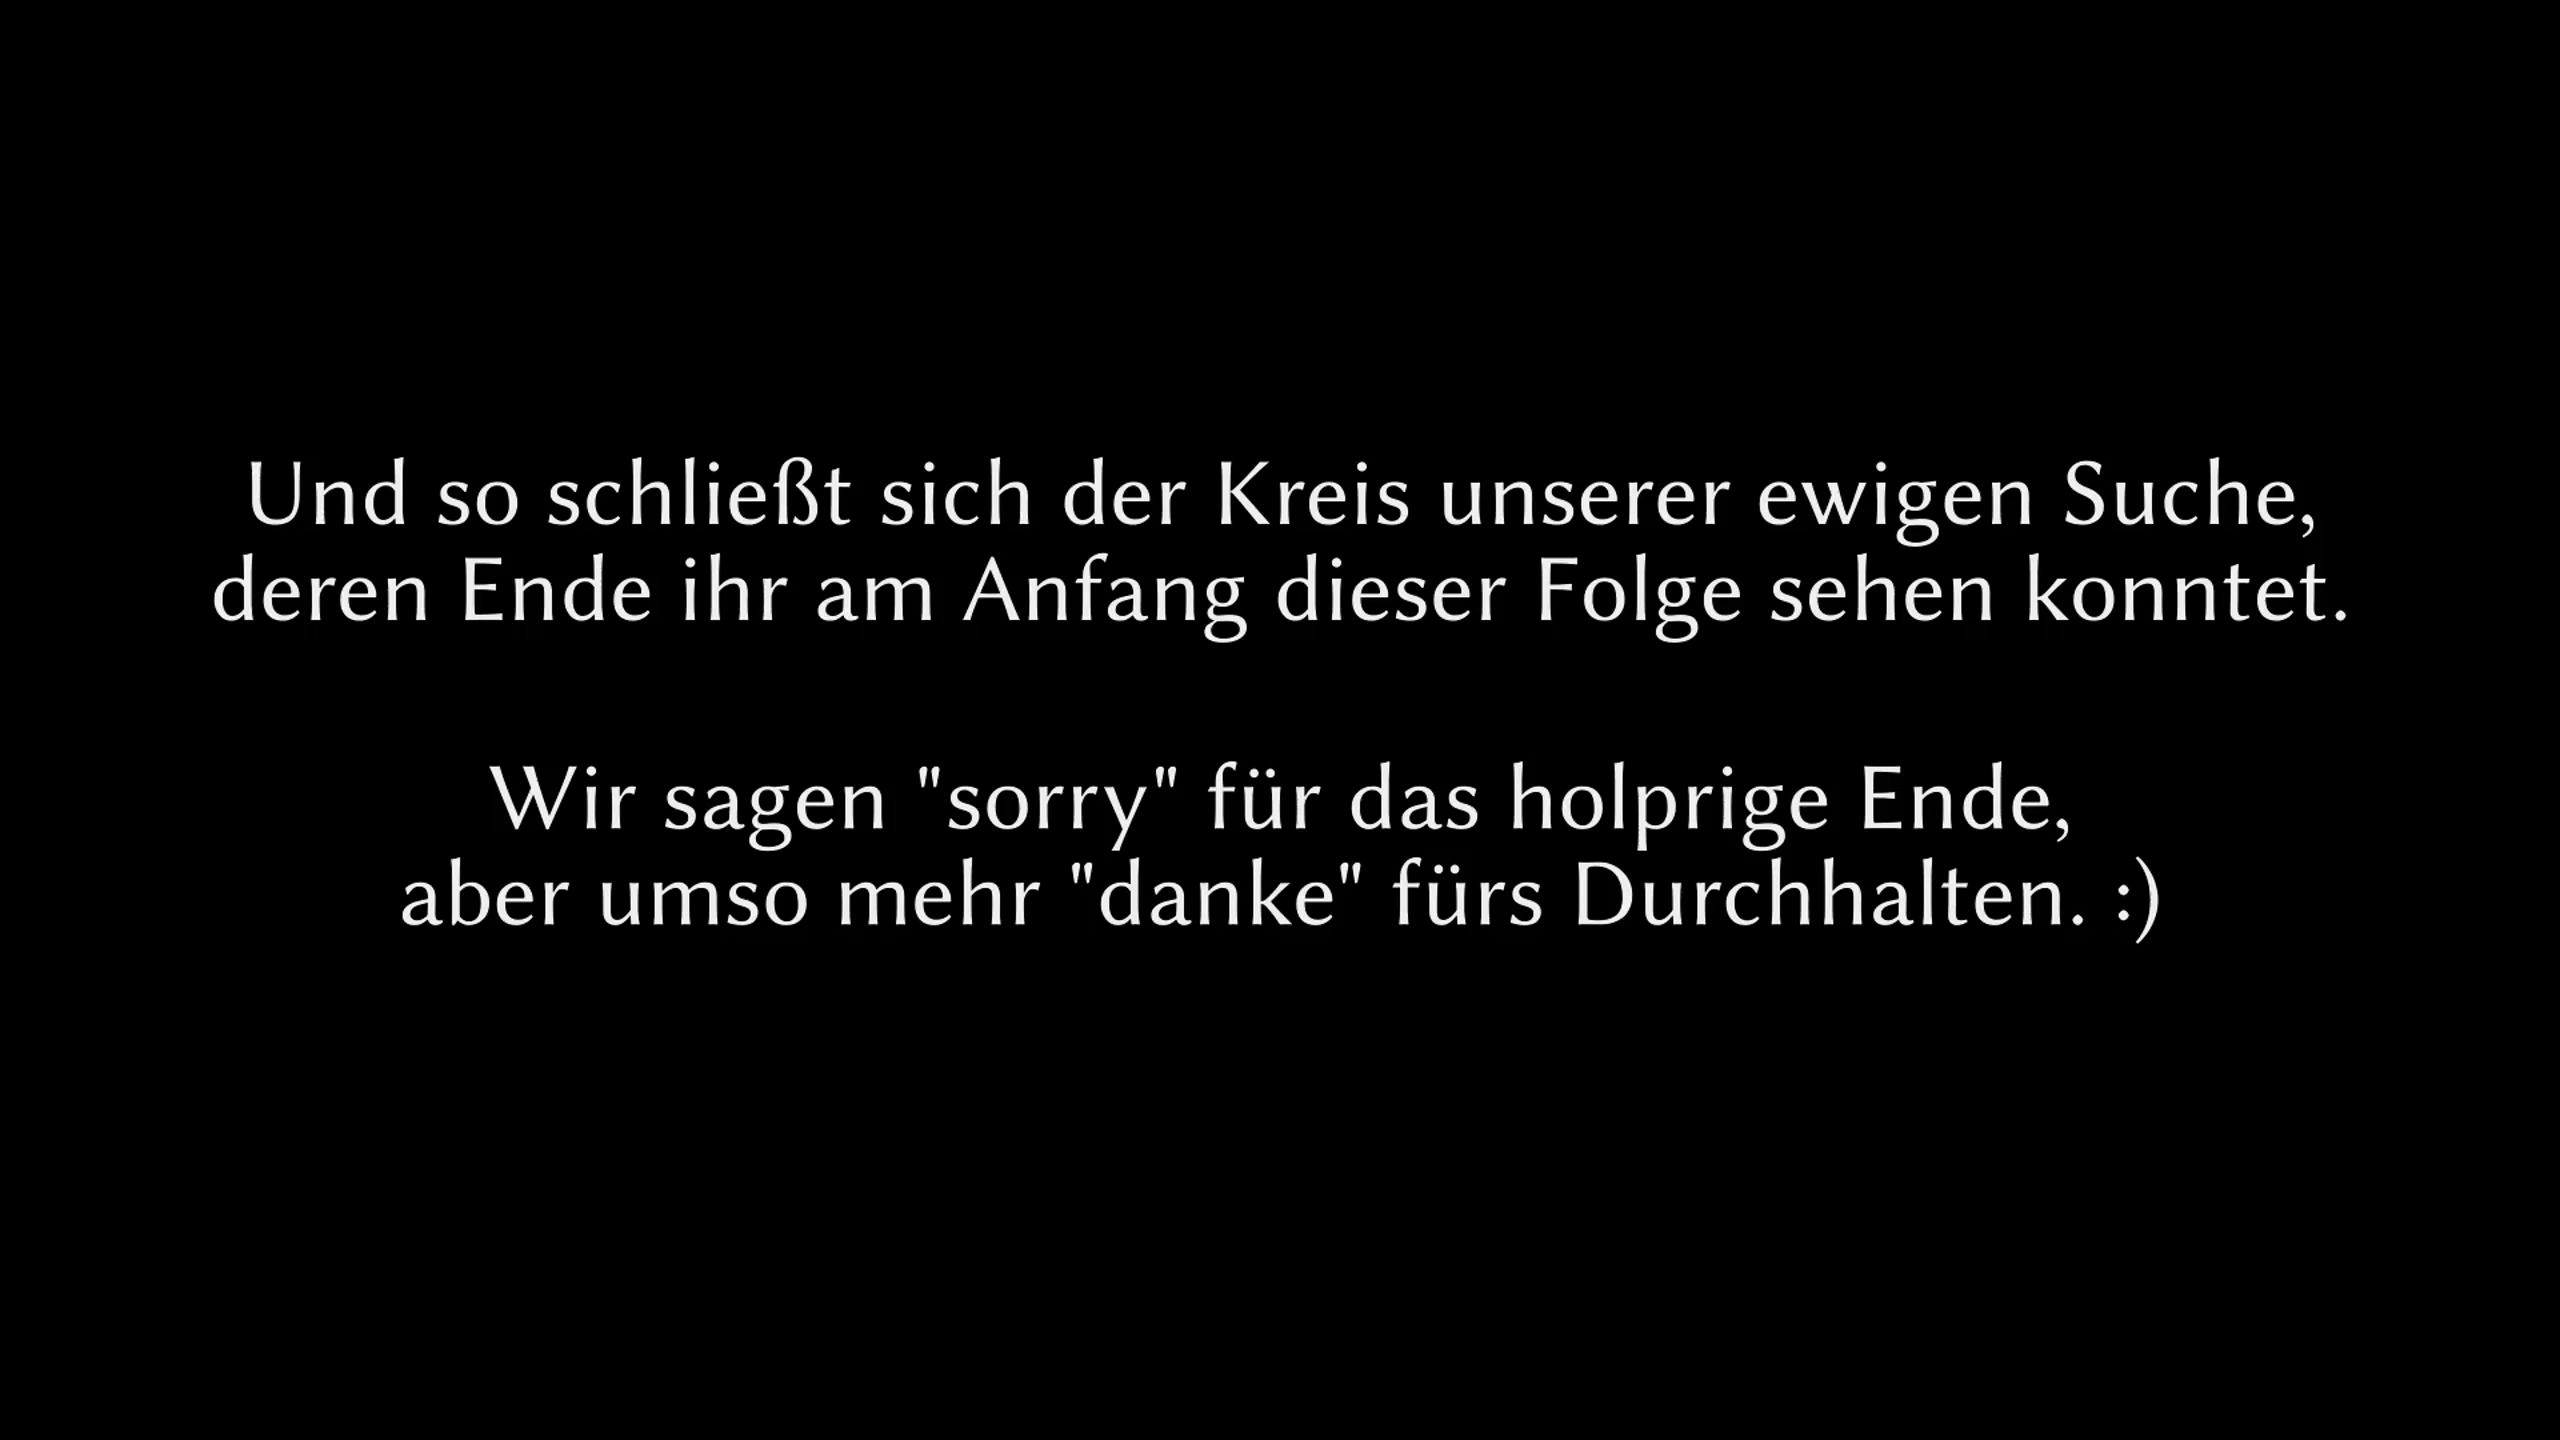 Und so schließt sich der Kreis unserer ewigen Suche,
deren Ende ihr am Anfang dieser Folge sehen konntet.
Wir sagen "sorry" für das holprige Ende,
aber umso mehr "danke" fürs Durchhalten. :)